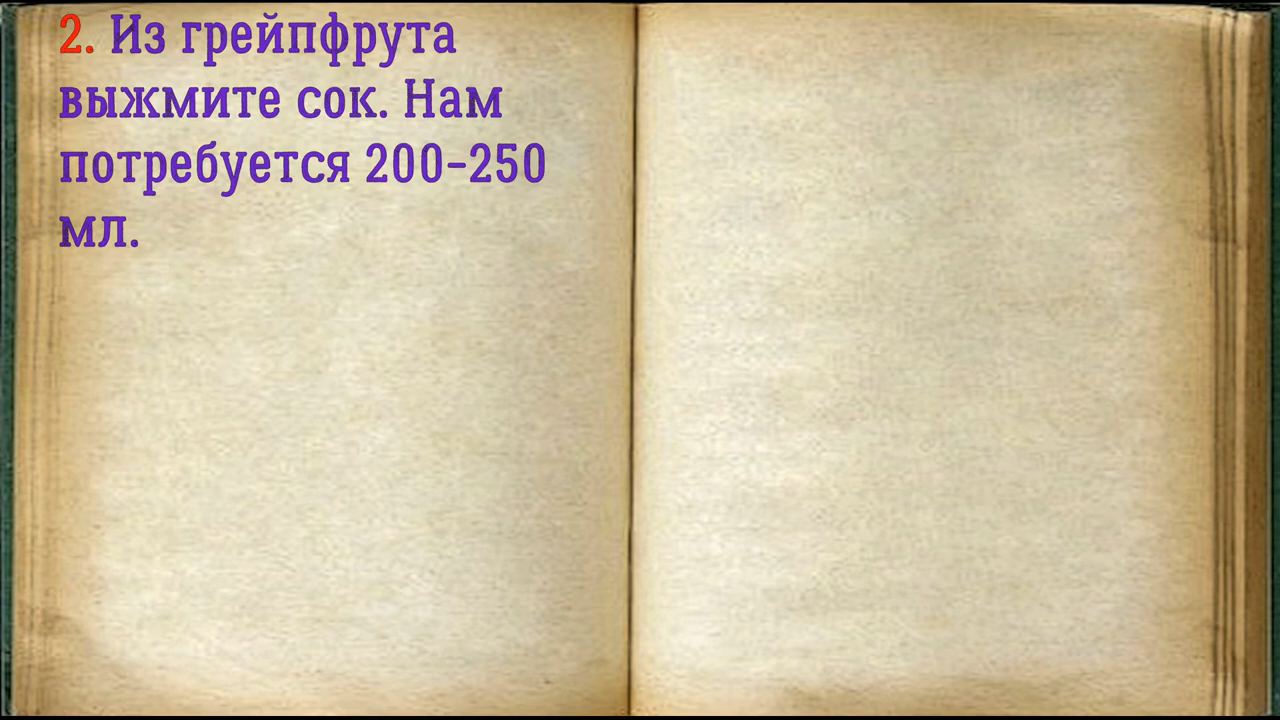 2. Из грейпфрута
выжмите сок. Нам
потребуется 200-250
мл.